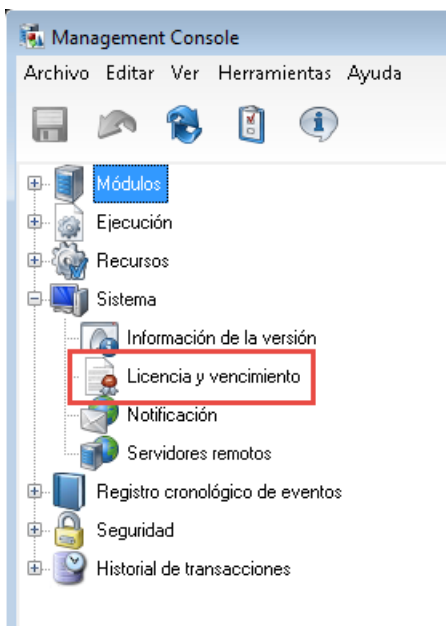 Management Console
Archivo Editar Ver Herramientas Ayuda
Módulos
Ejecución
Recursos
Sistema
Información de la versión
Licencia y vencimiento
Notificación
Servidores remotos
Registro cronológico de eventos
Seguridad
Historial de transacciones